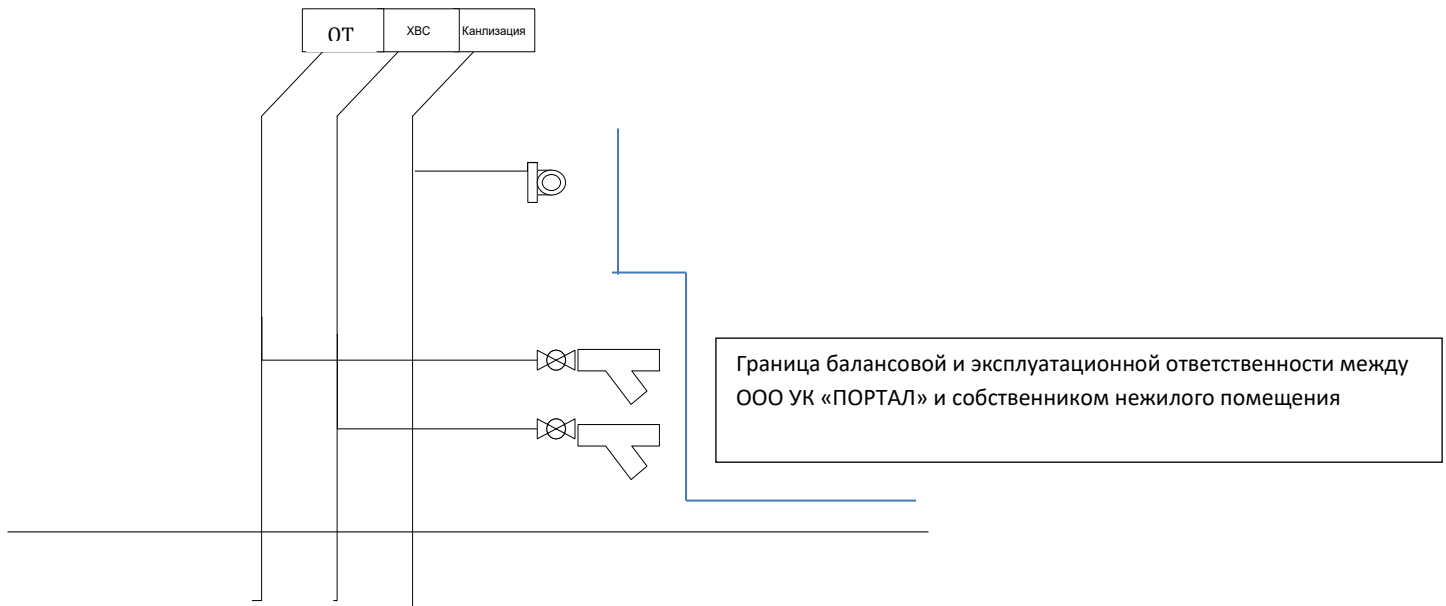 ОТ
ХВС
Канлизация
Граница балансовой и эксплуатационной ответственности между
ООО УК «ПОРТАЛ» и собственником нежилого помещения